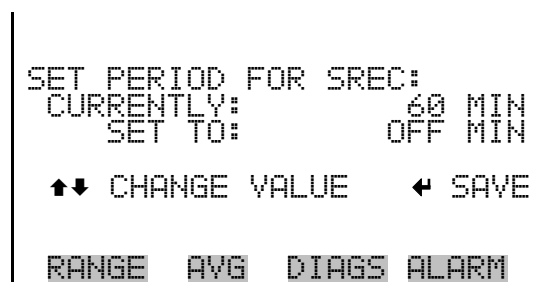 SET PERIOD FOR SREC:
CURRENTLY: 60 MIN
SET TO: OFF MIN
⬆⬇ CHANGE VALUE ↵ SAVE
RANGE AVG DIAGS ALARM